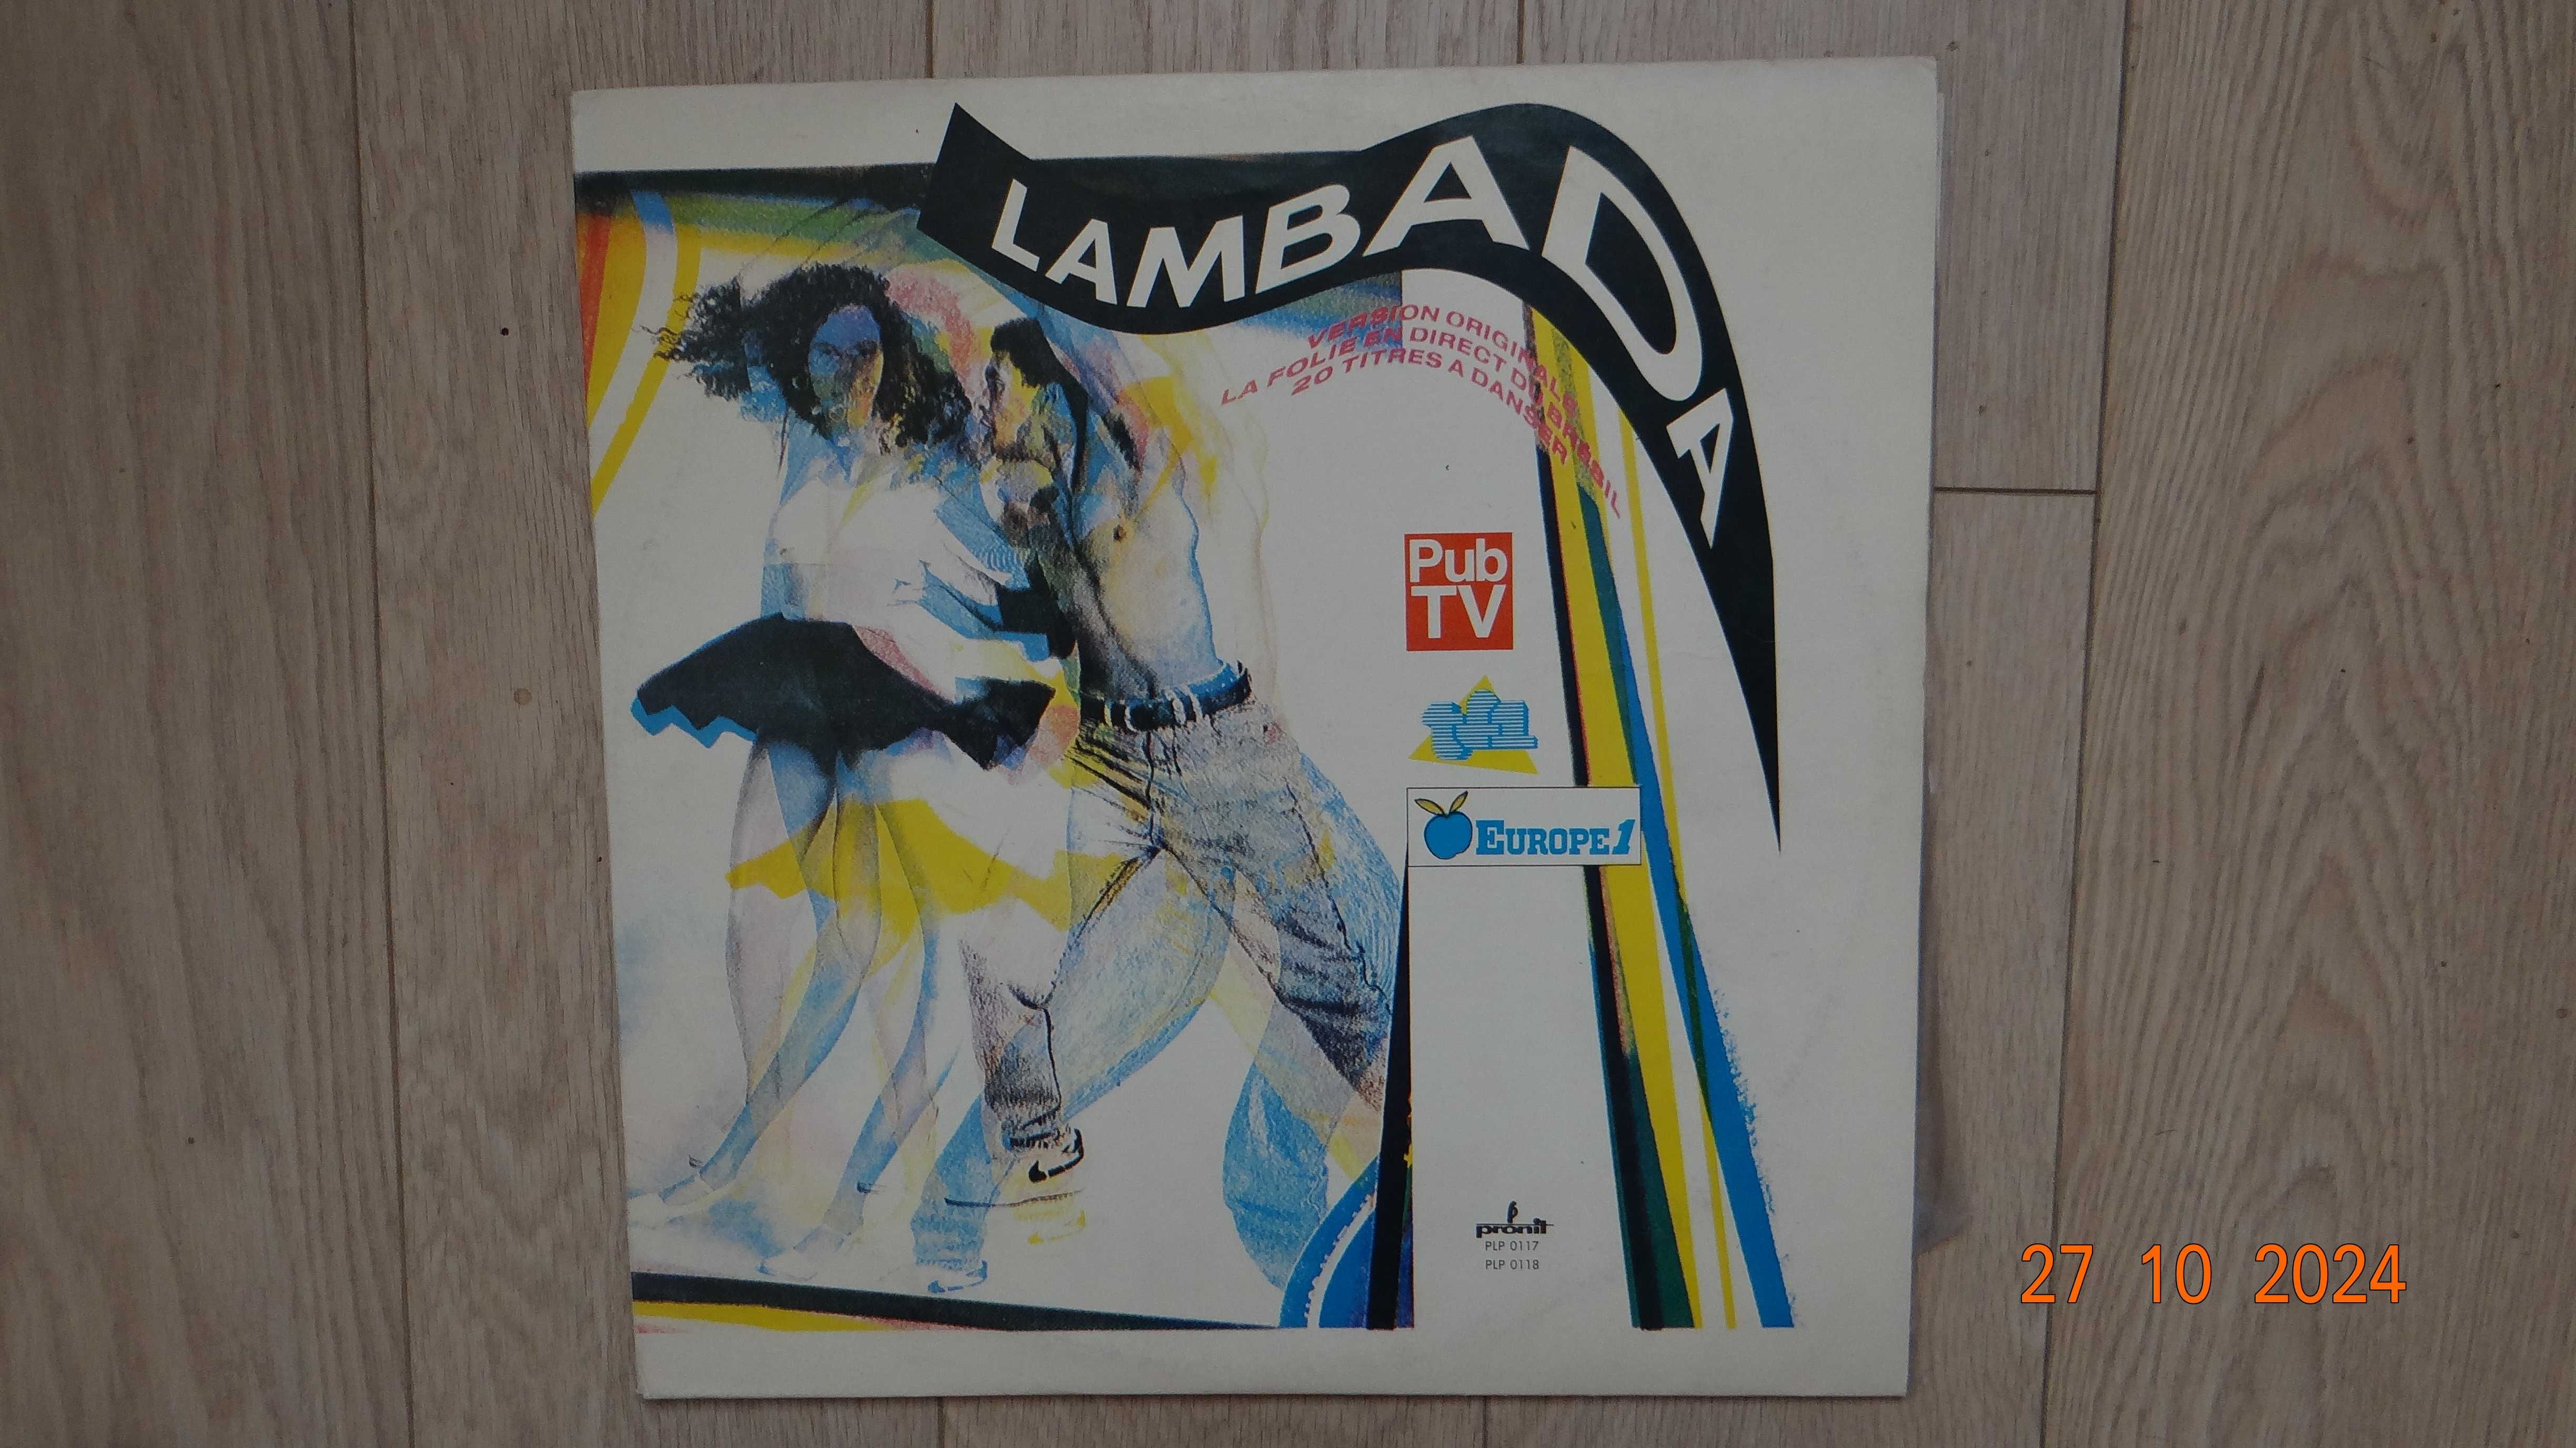 LAMBADA
VERSION ORIGINALE
LA FOLIE EN DIRECT DU BRÉSIL
20 TITRES A DANSER
Pub
TV
EUROPE 1
pronit
PLP 0117
PLP 0118
27 10 2024